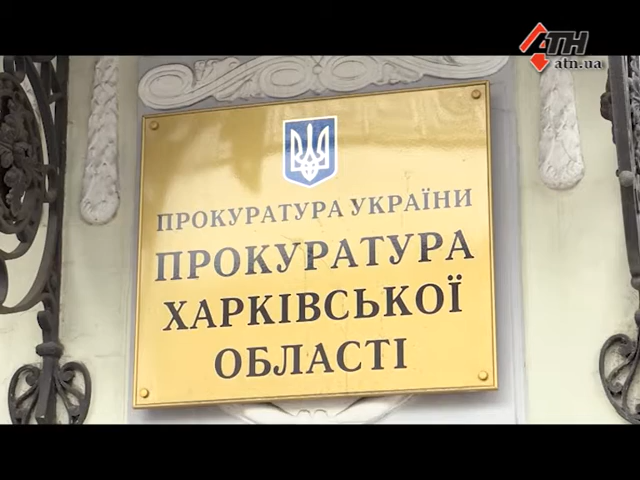 АТН
atn.ua
ПРОКУРАТУРА УКРАЇНИ
ПРОКУРАТУРА
ХАРКІВСЬКОЇ
ОБЛАСТІ